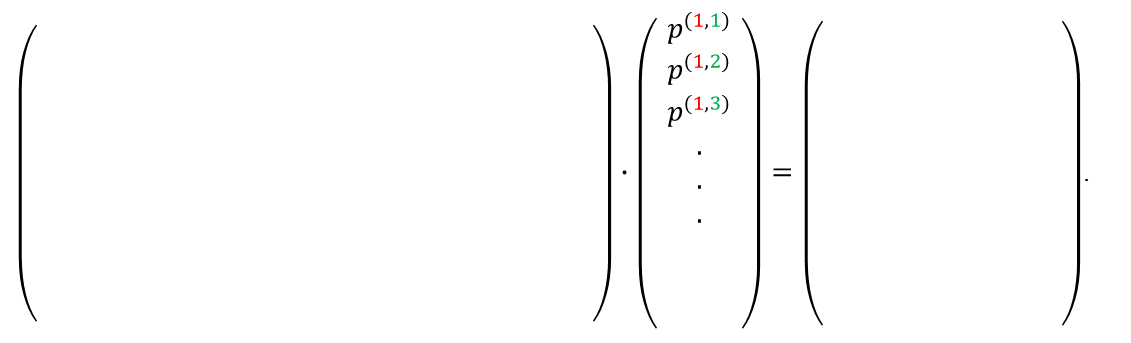 p^(1,1)
p^(1,2)
p^(1,3)
.
· . = .
.